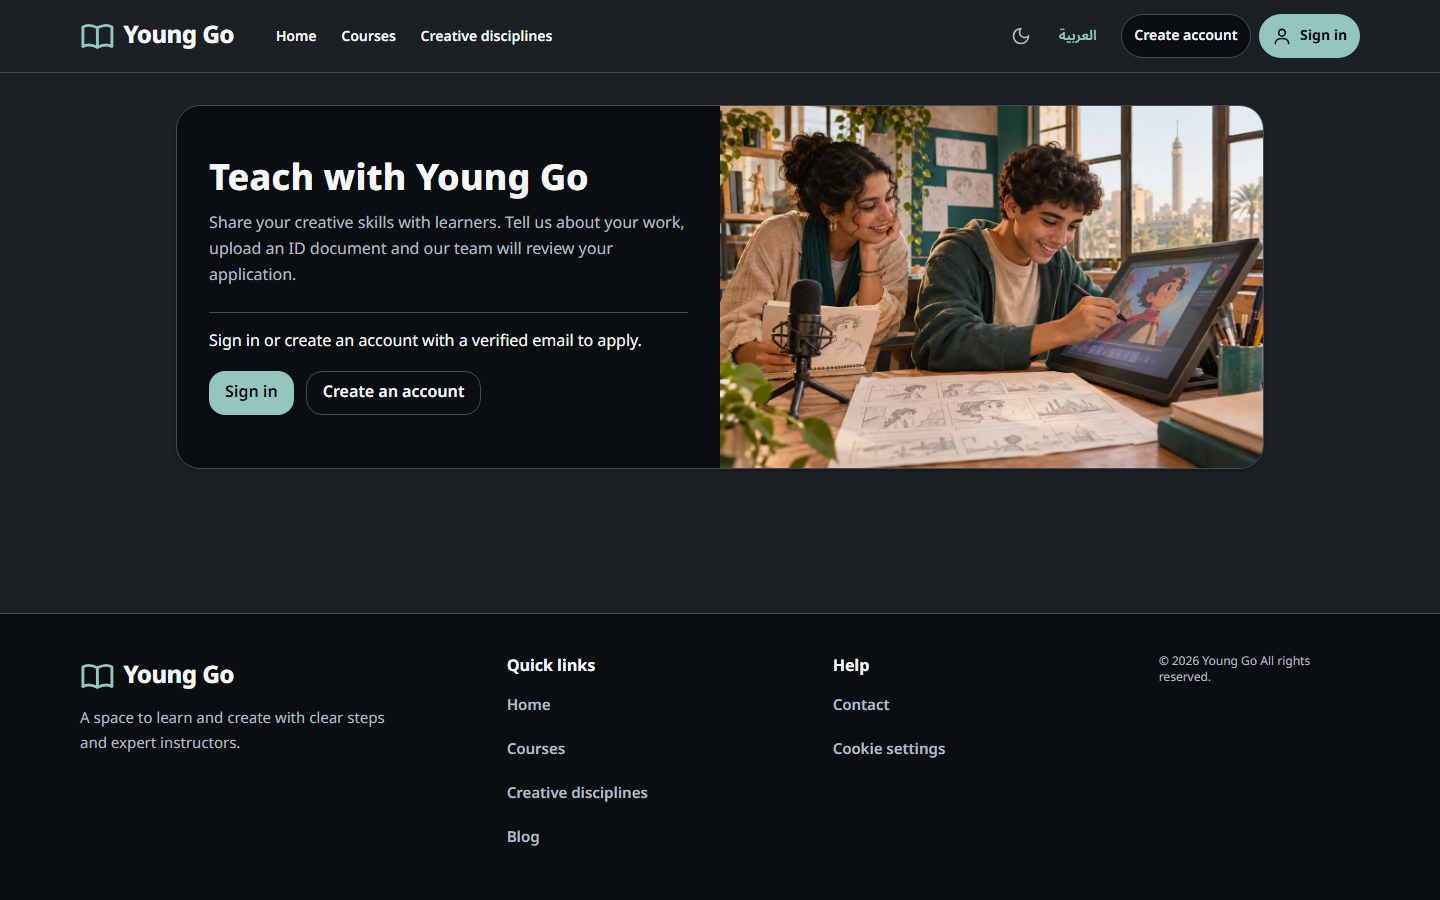 Young Go
Home
Courses
Creative disciplines
العربية
Create account
Sign in
Teach with Young Go
Share your creative skills with learners. Tell us about your work,
upload an ID document and our team will review your
application.
Sign in or create an account with a verified email to apply.
Sign in
Create an account
Young Go
A space to learn and create with clear steps
and expert instructors.
Quick links
Home
Courses
Creative disciplines
Blog
Help
Contact
Cookie settings
© 2026 Young Go All rights
reserved.